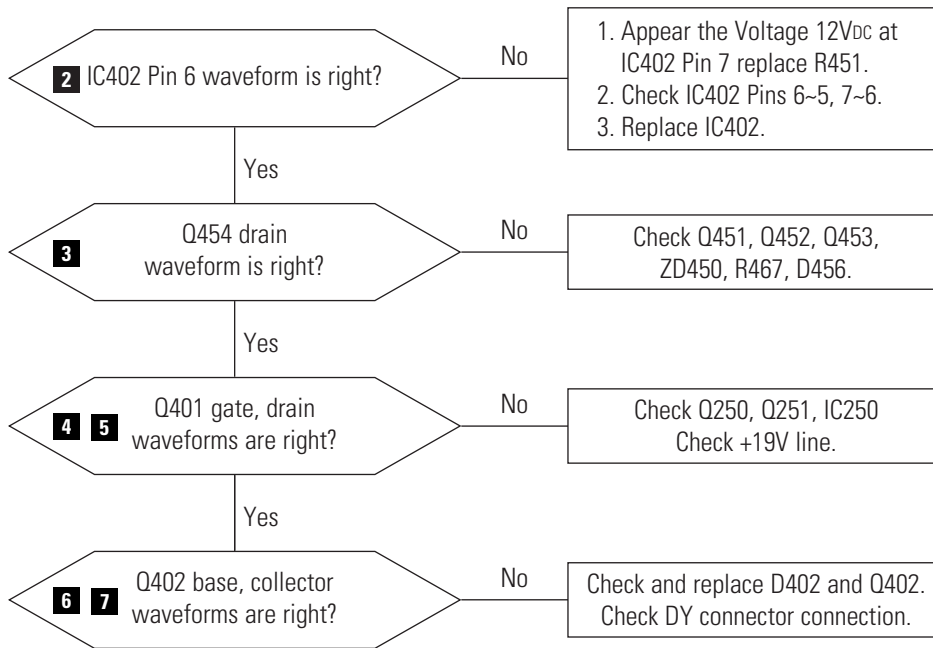 2 IC402 Pin 6 waveform is right?
No
1. Appear the Voltage 12VDC at
IC402 Pin 7 replace R451.
2. Check IC402 Pins 6~5, 7~6.
3. Replace IC402.
Yes
3
Q454 drain
waveform is right?
No
Check Q451, Q452, Q453,
ZD450, R467, D456.
Yes
4 5
Q401 gate, drain
waveforms are right?
No
Check Q250, Q251, IC250
Check +19V line.
Yes
6 7
Q402 base, collector
waveforms are right?
No
Check and replace D402 and Q402.
Check DY connector connection.